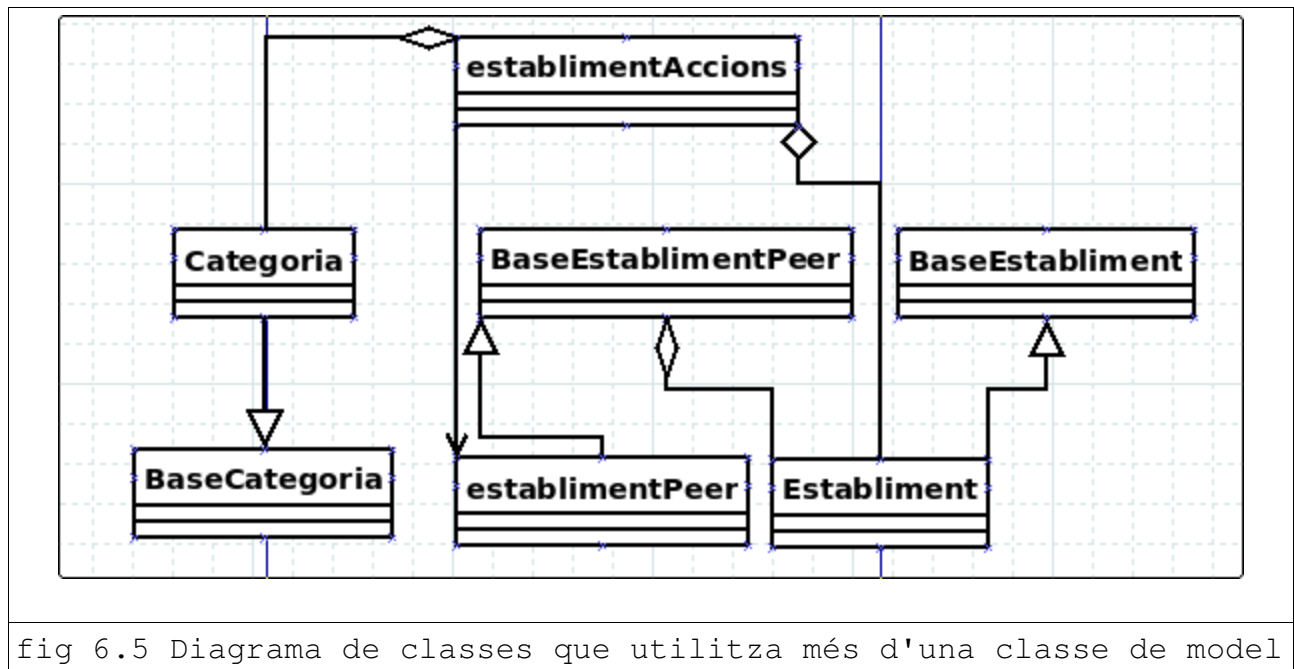 establimentAccions
Categoria
BaseEstablimentPeer
BaseEstabliment
BaseCategoria
establimentPeer
Establiment
fig 6.5 Diagrama de classes que utilitza més d'una classe de model